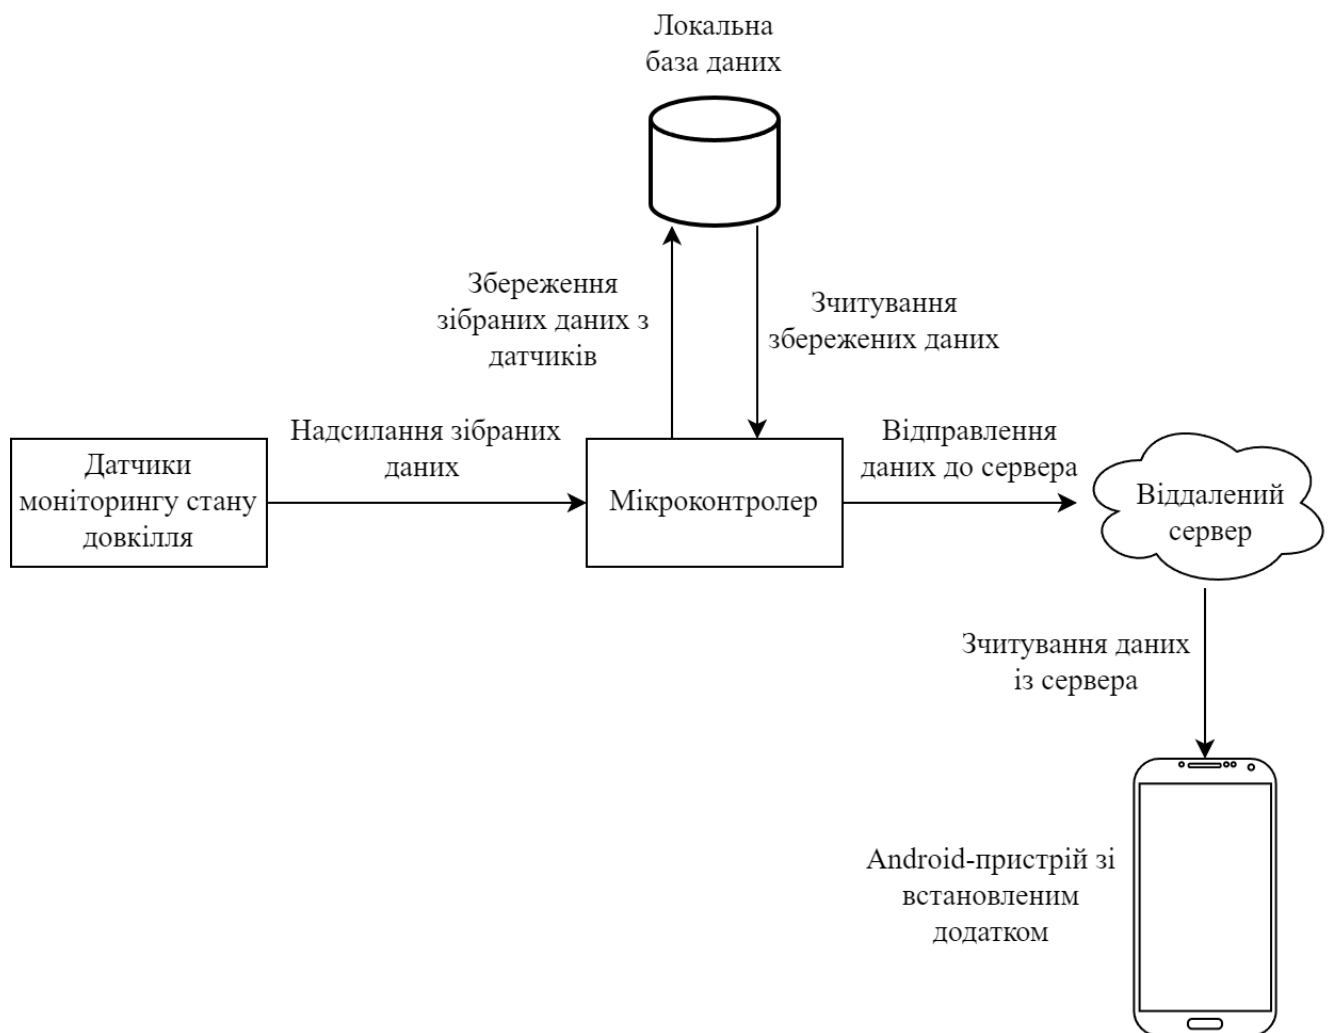 Локальна
база даних
Збереження
зібраних даних з
датчиків
Зчитування
збережених даних
Датчики
моніторингу стану
довкілля
Надсилання зібраних
даних
Мікроконтролер
Відправлення
даних до сервера
Віддалений
сервер
Зчитування даних
із сервера
Android-пристрій зі
встановленим
додатком